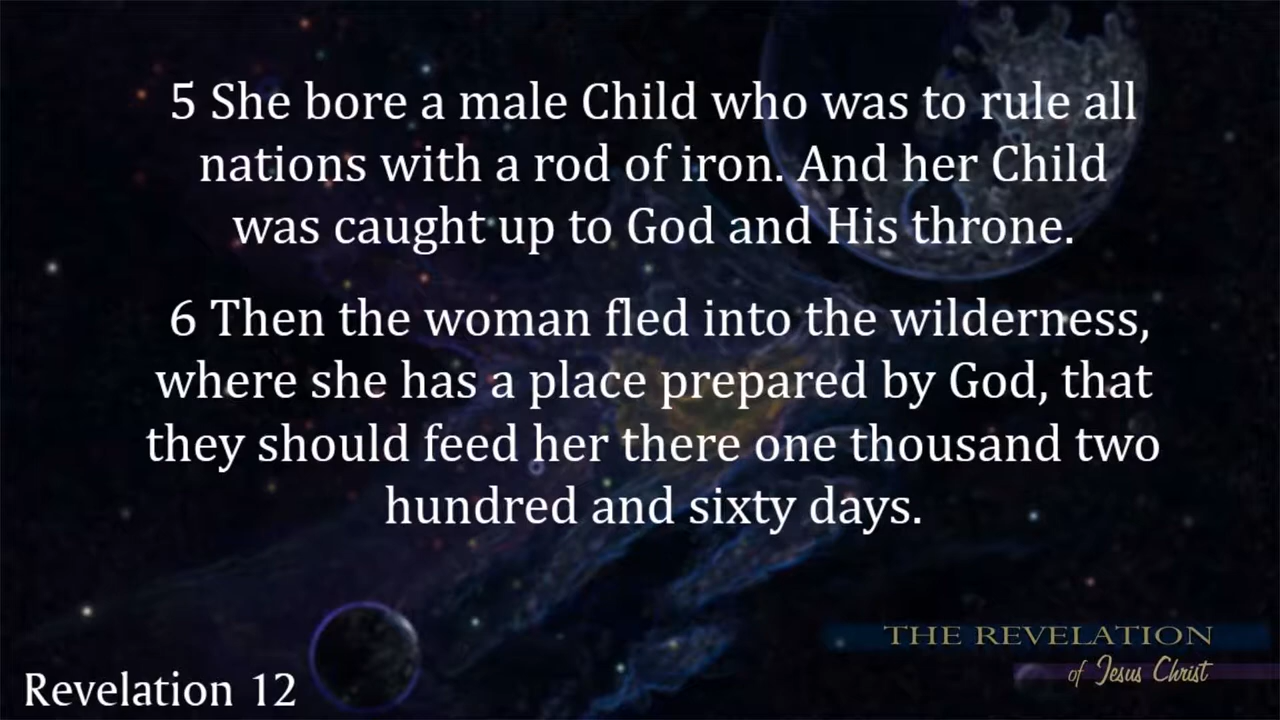 5 She bore a male Child who was to rule all
nations with a rod of iron. And her Child
was caught up to God and His throne.
6 Then the woman fled into the wilderness,
where she has a place prepared by God, that
they should feed her there one thousand two
hundred and sixty days.
THE REVELATION
of Jesus Christ
Revelation 12